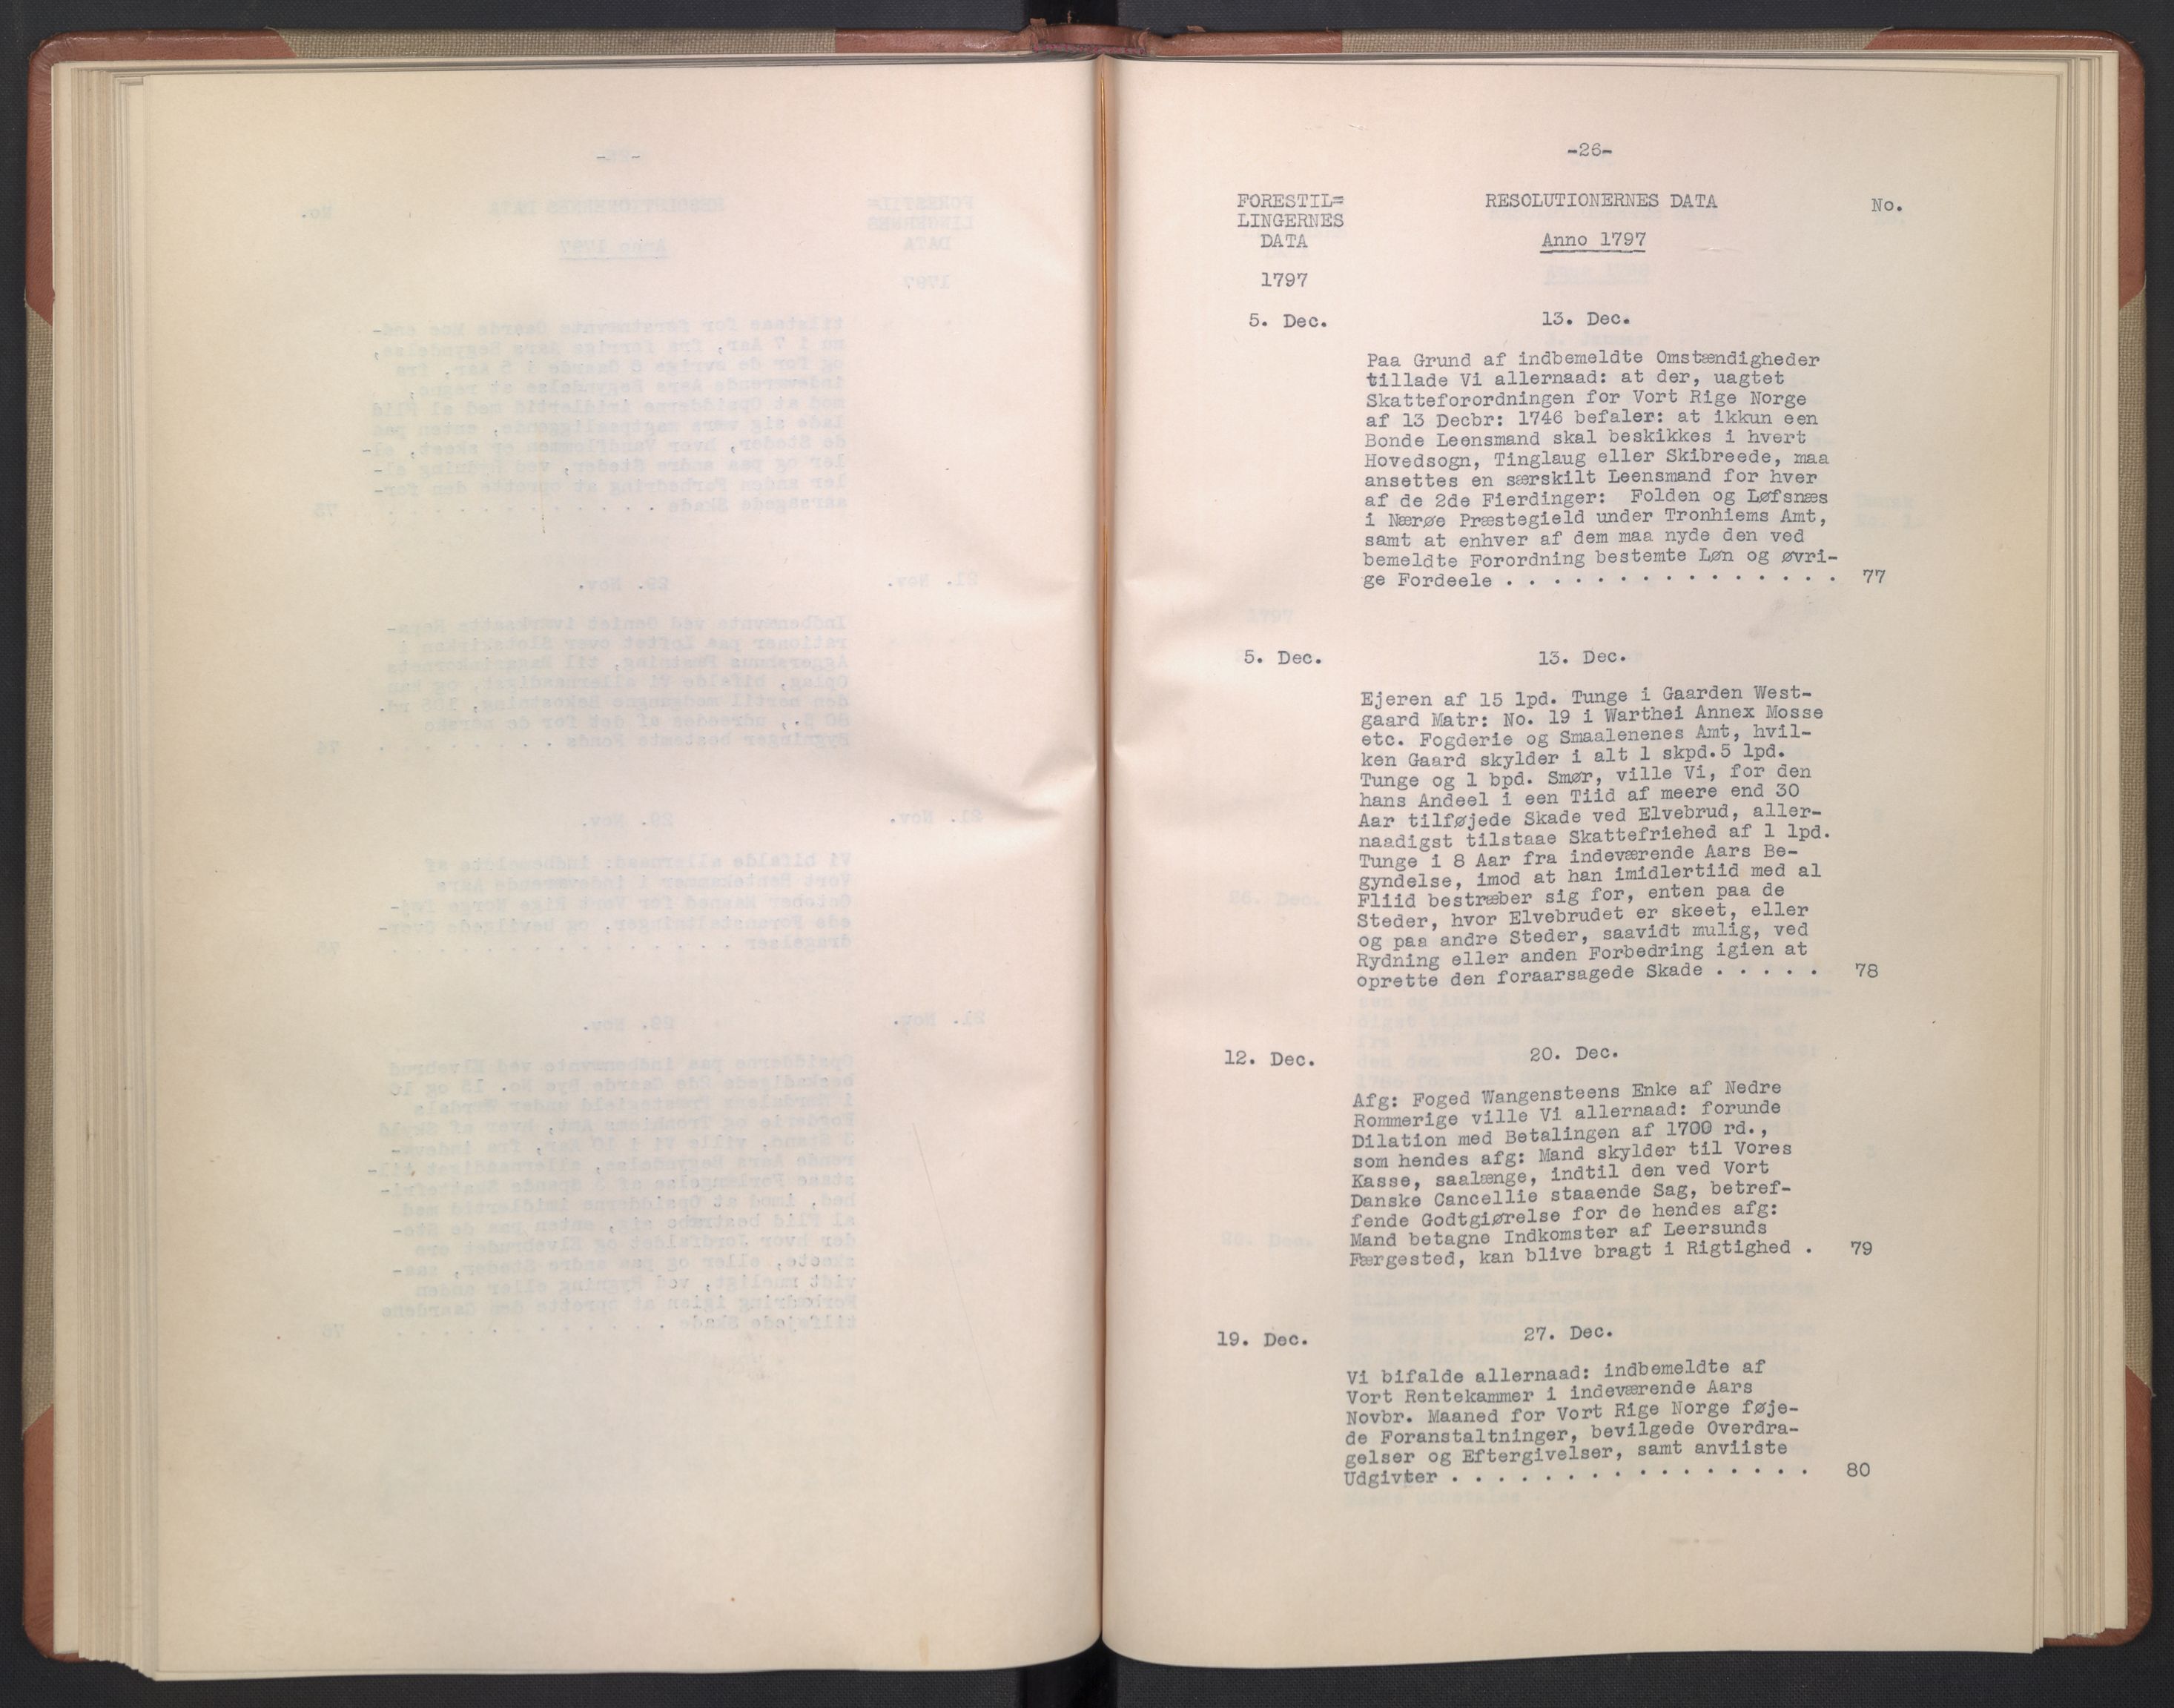 -26-
FORESTIL=
LINGERNES
DATA
RESOLUTIONERNES DATA
Anno 1797
No.
1797
5. Dec.
13. Dec.
Paa Grund af indbemeldte Omstændigheder
tillade Vi allernaad: at der, uagtet
Skatteforordningen for Vort Rige Norge
af 13 Decbr: 1746 befaler: at ikkun een
Bonde Leensmand skal beskikkes i hvert
Hovedsogn, Tinglaug eller Skibreede, maa
ansettes en særskilt Leensmand for hver
af de 2de Fierdinger: Folden og Løfsnæs
i Nærøe Præstegield under Tronhiems Amt,
samt at enhver af dem maa nyde den ved
bemeldte Forordning bestemte Løn og øvri-
ge Fordeele . . . . . . . . . . . . . . . 77
5. Dec.
13. Dec.
Ejeren af 15 lpd. Tunge i Gaarden West-
gaard Matr: No. 19 i Warthei Annex Mosse
etc. Fogderie og Smaalenenes Amt, hvil-
ken Gaard skylder i alt 1 skpd.5 lpd.
Tunge og 1 bpd. Smør, ville Vi, for den
hans Andeel i een Tiid af meere end 30
Aar tilføjede Skade ved Elvebrud, aller-
naadigst tilstaae Skattefriehed af 1 lpd.
Tunge i 8 Aar fra indeværende Aars Be-
gyndelse, imod at han imidlertiid med al
Fliid bestræber sig for, enten paa de
Steder, hvor Elvebrudet er skeet, eller
og paa andre Steder, saavidt mulig, ved
Rydning eller anden Forbedring igien at
oprette den foraarsagede Skade . . . . . 78
12. Dec.
20. Dec.
Afg: Foged Wangensteens Enke af Nedre
Rommerige ville Vi allernaad: forunde
Dilation med Betalingen af 1700 rd.,
som hendes afg: Mand skylder til Vores
Kasse, saalænge, indtil den ved Vort
Danske Cancellie staaende Sag, betref-
fende Godtgiørelse for de hendes afg:
Mand betagne Indkomster af Leersunds
Færgested, kan blive bragt i Rigtighed . 79
19. Dec.
27. Dec.
Vi bifalde allernaad: indbemeldte af
Vort Rentekammer i indeværende Aars
Novbr. Maaned for Vort Rige Norge føje-
de Foranstaltninger, bevilgede Overdra-
gelser og Eftergivelser, samt anviiste
Udgivter . . . . . . . . . . . . . . . . 80